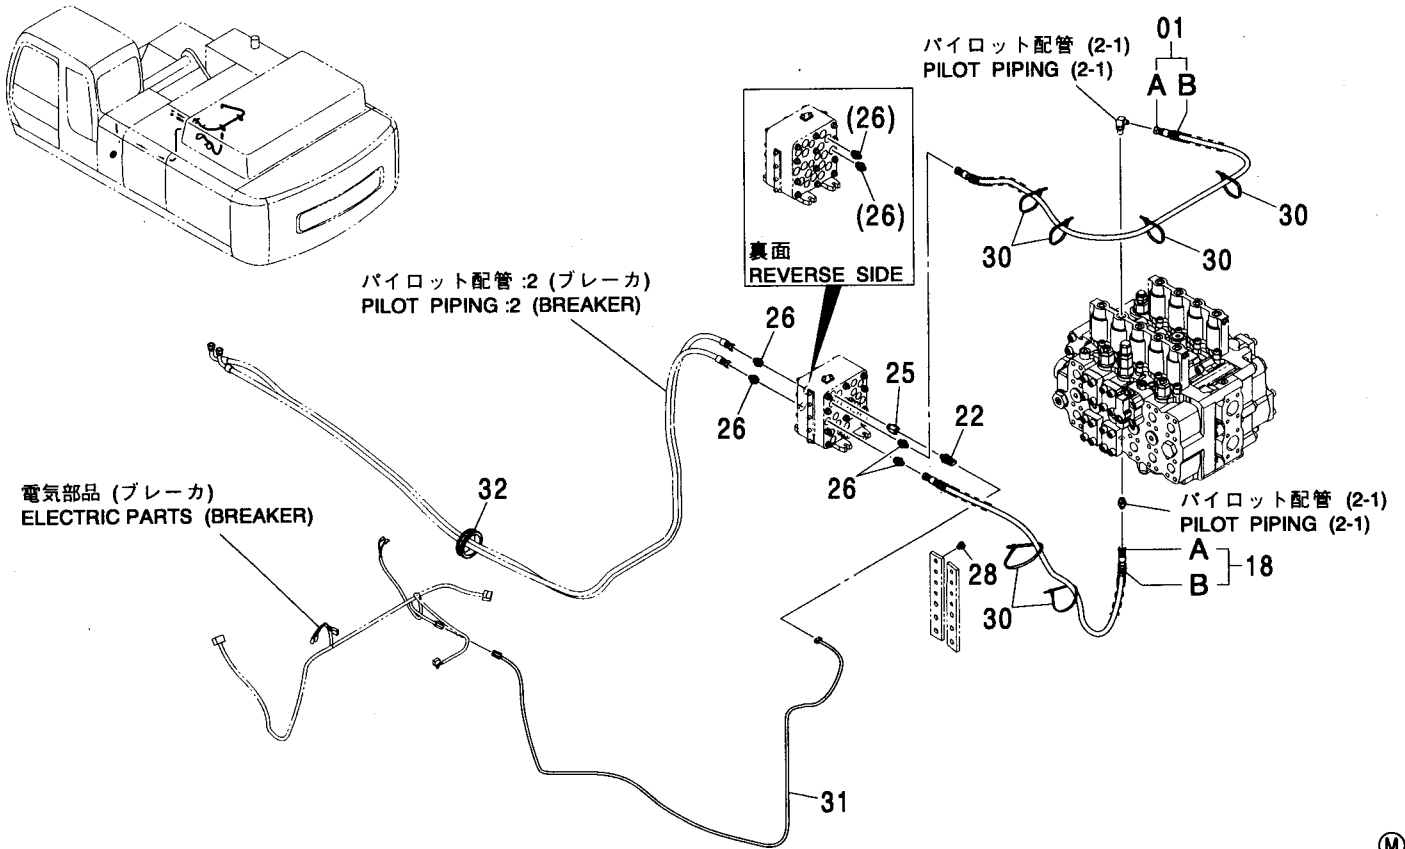 パイロット配管 (2-1)
PILOT PIPING (2-1)
01
A B
(26)
(26)
裏面
REVERSE SIDE
30
30
30
パイロット配管 :2 (ブレーカ)
PILOT PIPING :2 (BREAKER)
26
26
25
22
26
電気部品 (ブレーカ)
ELECTRIC PARTS (BREAKER)
32
パイロット配管 (2-1)
PILOT PIPING (2-1)
A
B
18
28
30
31
M